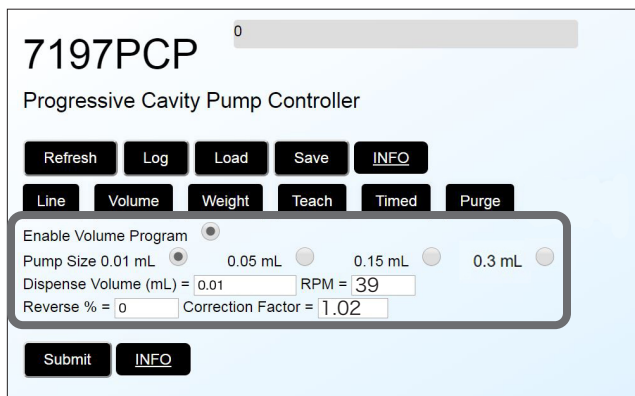 0
7197PCP
Progressive Cavity Pump Controller
Refresh Log Load Save INFO
Line Volume Weight Teach Timed Purge
Enable Volume Program
Pump Size 0.01 mL 0.05 mL 0.15 mL 0.3 mL
Dispense Volume (mL) = 0.01 RPM = 39
Reverse % = 0 Correction Factor = 1.02
Submit INFO